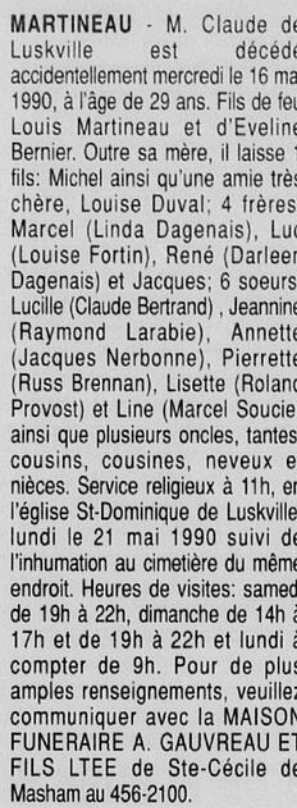 MARTINEAU - M. Claude de
Luskville est décédé
accidentellement mercredi le 16 mai
1990, à l'âge de 29 ans. Fils de feu
Louis Martineau et d'Eveline
Bernier. Outre sa mère, il laisse 1
fils: Michel ainsi qu'une amie très
chère, Louise Duval; 4 frères:
Marcel (Linda Dagenais), Luc
(Louise Fortin), René (Darleen
Dagenais) et Jacques; 6 soeurs:
Lucille (Claude Bertrand) , Jeannine
(Raymond Larabie), Annette
(Jacques Nerbonne), Pierrette
(Russ Brennan), Lisette (Roland
Provost) et Line (Marcel Soucie)
ainsi que plusieurs oncles, tantes,
cousins, cousines, neveux et
nièces. Service religieux à 11h, en
l'église St-Dominique de Luskville,
lundi le 21 mai 1990 suivi de
l'inhumation au cimetière du même
endroit. Heures de visites: samedi
de 19h à 22h, dimanche de 14h à
17h et de 19h à 22h et lundi à
compter de 9h. Pour de plus
amples renseignements, veuillez
communiquer avec la MAISON
FUNERAIRE A. GAUVREAU ET
FILS LTEE de Ste-Cécile de
Masham au 456-2100.